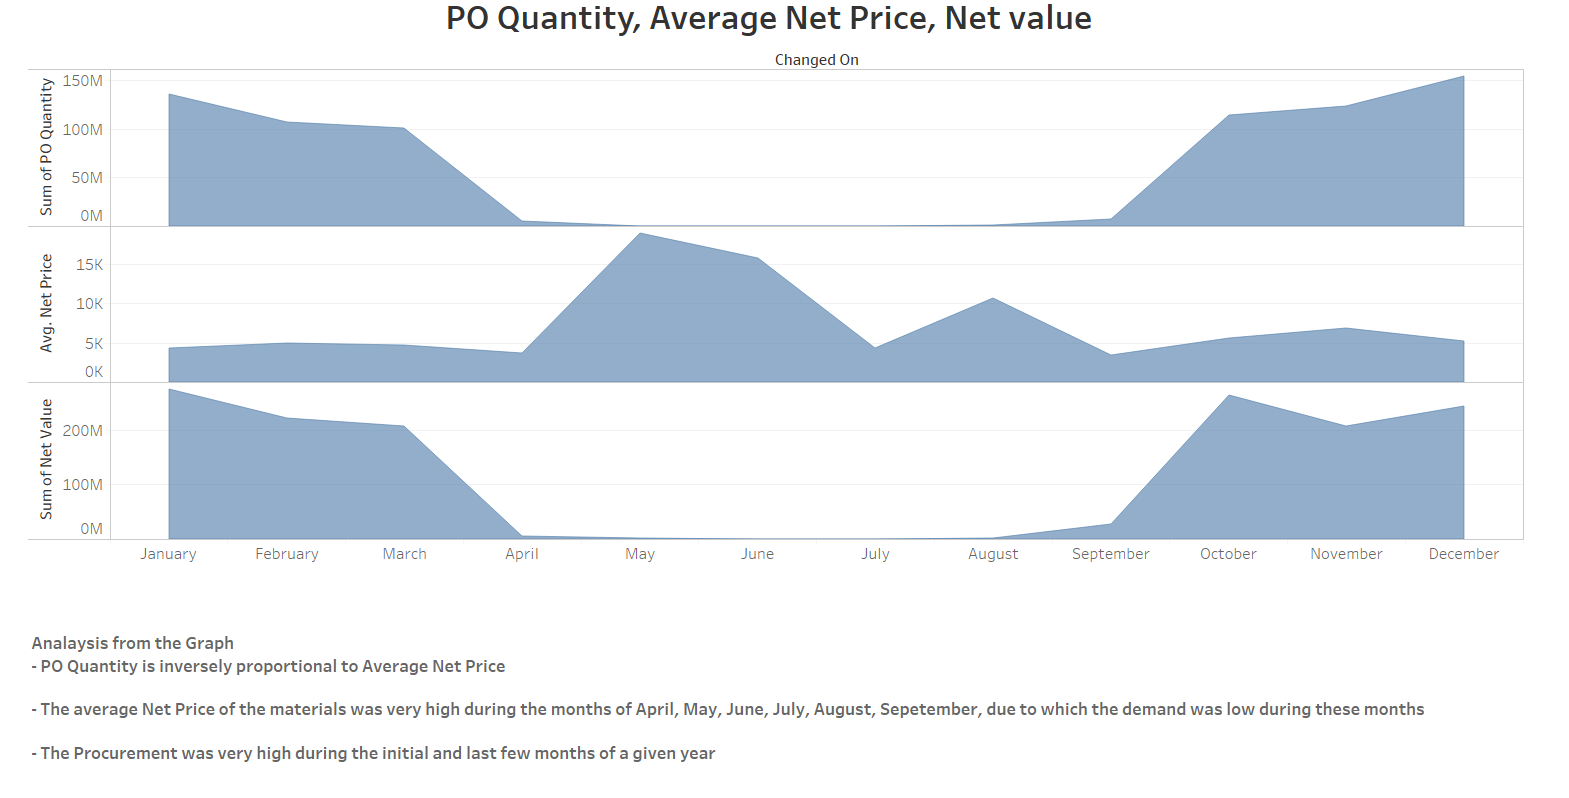 PO Quantity, Average Net Price, Net value
Changed On
Sum of PO Quantity
150M
100M
50M
0M
Avg. Net Price
15K
10K
5K
0K
Sum of Net Value
200M
100M
0M
January February March April May June July August September October November December
Analaysis from the Graph
- PO Quantity is inversely proportional to Average Net Price
- The average Net Price of the materials was very high during the months of April, May, June, July, August, Sepetember, due to which the demand was low during these months
- The Procurement was very high during the initial and last few months of a given year